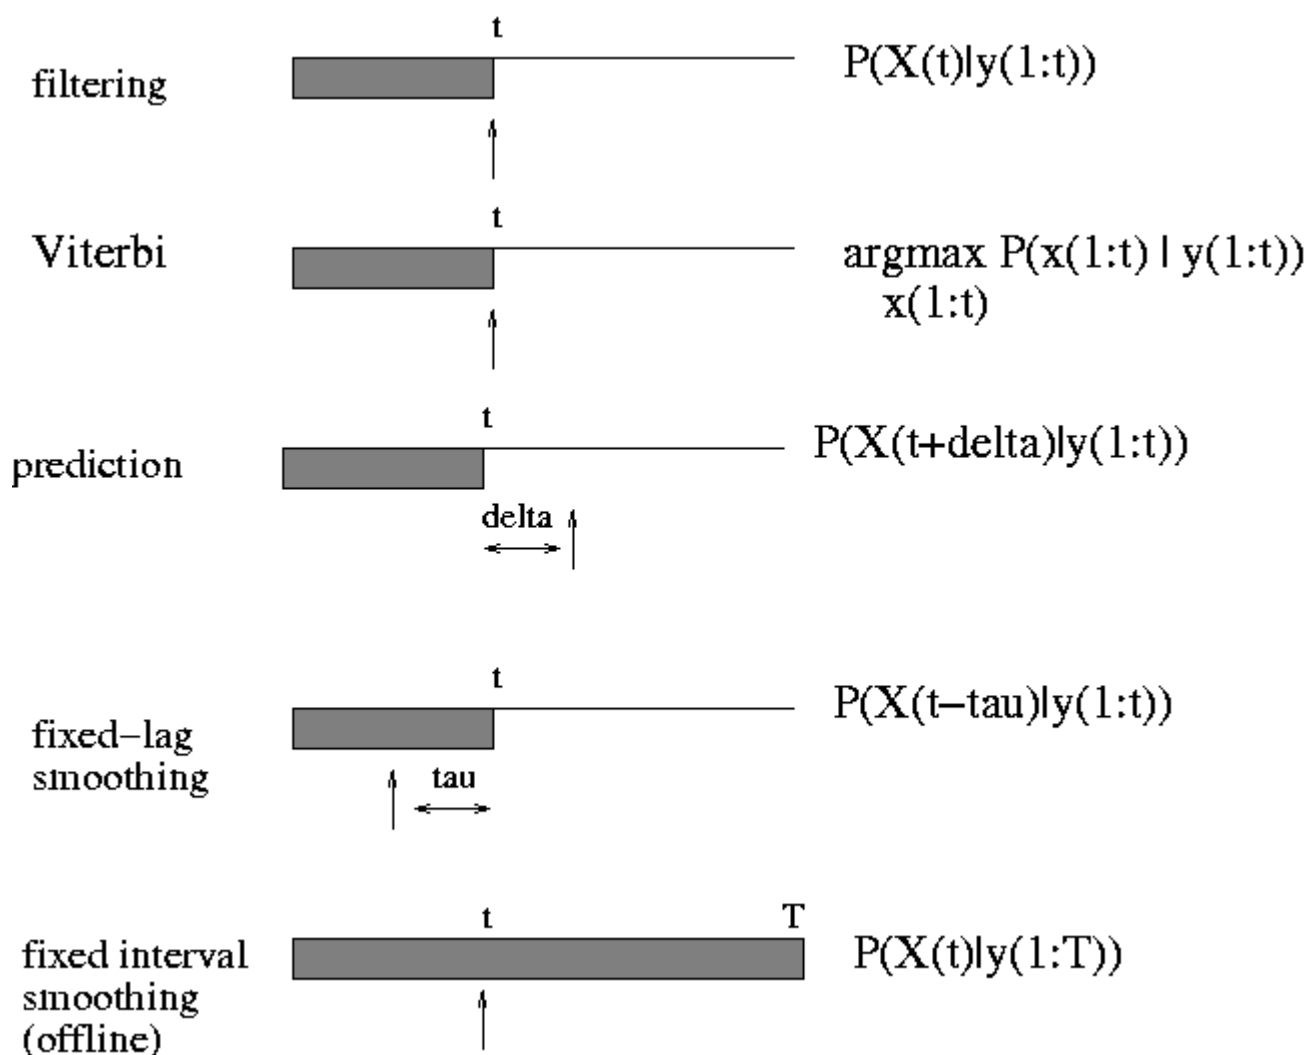 t
filtering
P(X(t)|y(1:t))
t
Viterbi
argmax P(x(1:t) | y(1:t))
x(1:t)
t
prediction
P(X(t+delta)|y(1:t))
delta
t
fixed-lag
smoothing
P(X(t-tau)|y(1:t))
tau
t
T
fixed interval
smoothing
(offline)
P(X(t)|y(1:T))